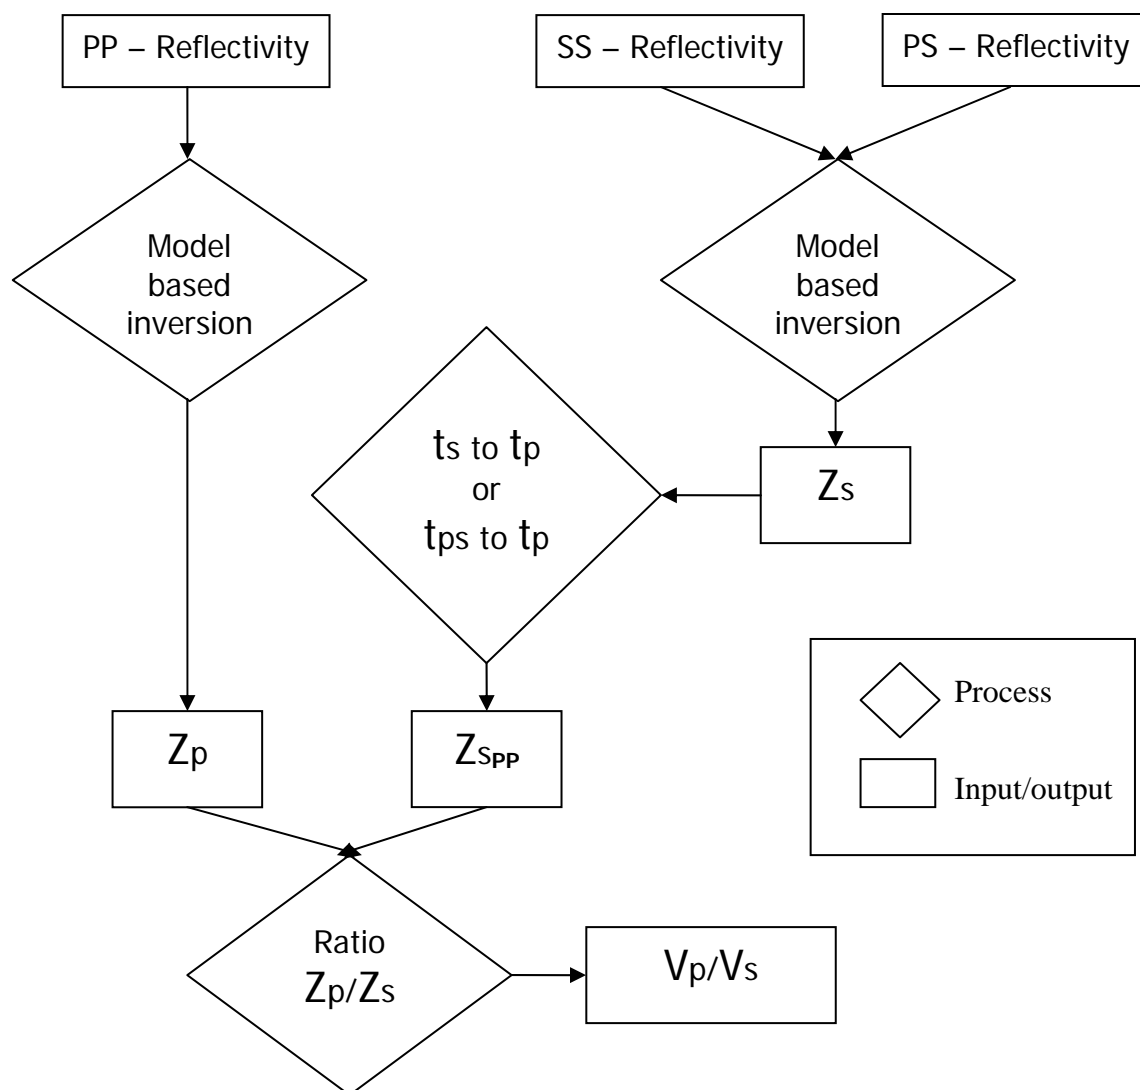 PP – Reflectivity
SS – Reflectivity
PS – Reflectivity
Model
based
inversion
Model
based
inversion
ts to tp
or
tps to tp
Zs
Zp
ZsPP
Process
Input/output
Ratio
Zp/Zs
Vp/Vs